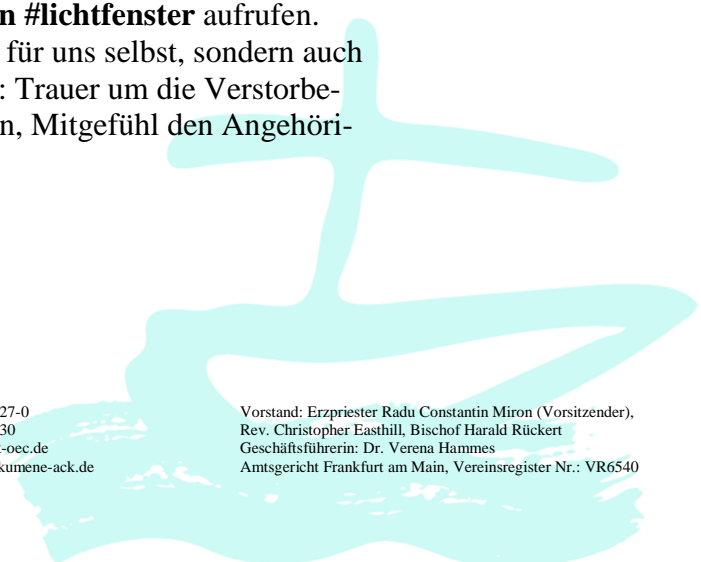 n #lichtfenster aufrufen.
für uns selbst, sondern auch
: Trauer um die Verstorbe-
n, Mitgefühl den Angehöri-
27-0
30
-oec.de
kumene-ack.de
Vorstand: Erzpriester Radu Constantin Miron (Vorsitzender),
Rev. Christopher Easthill, Bischof Harald Rückert
Geschäftsführerin: Dr. Verena Hammes
Amtsgericht Frankfurt am Main, Vereinsregister Nr.: VR6540